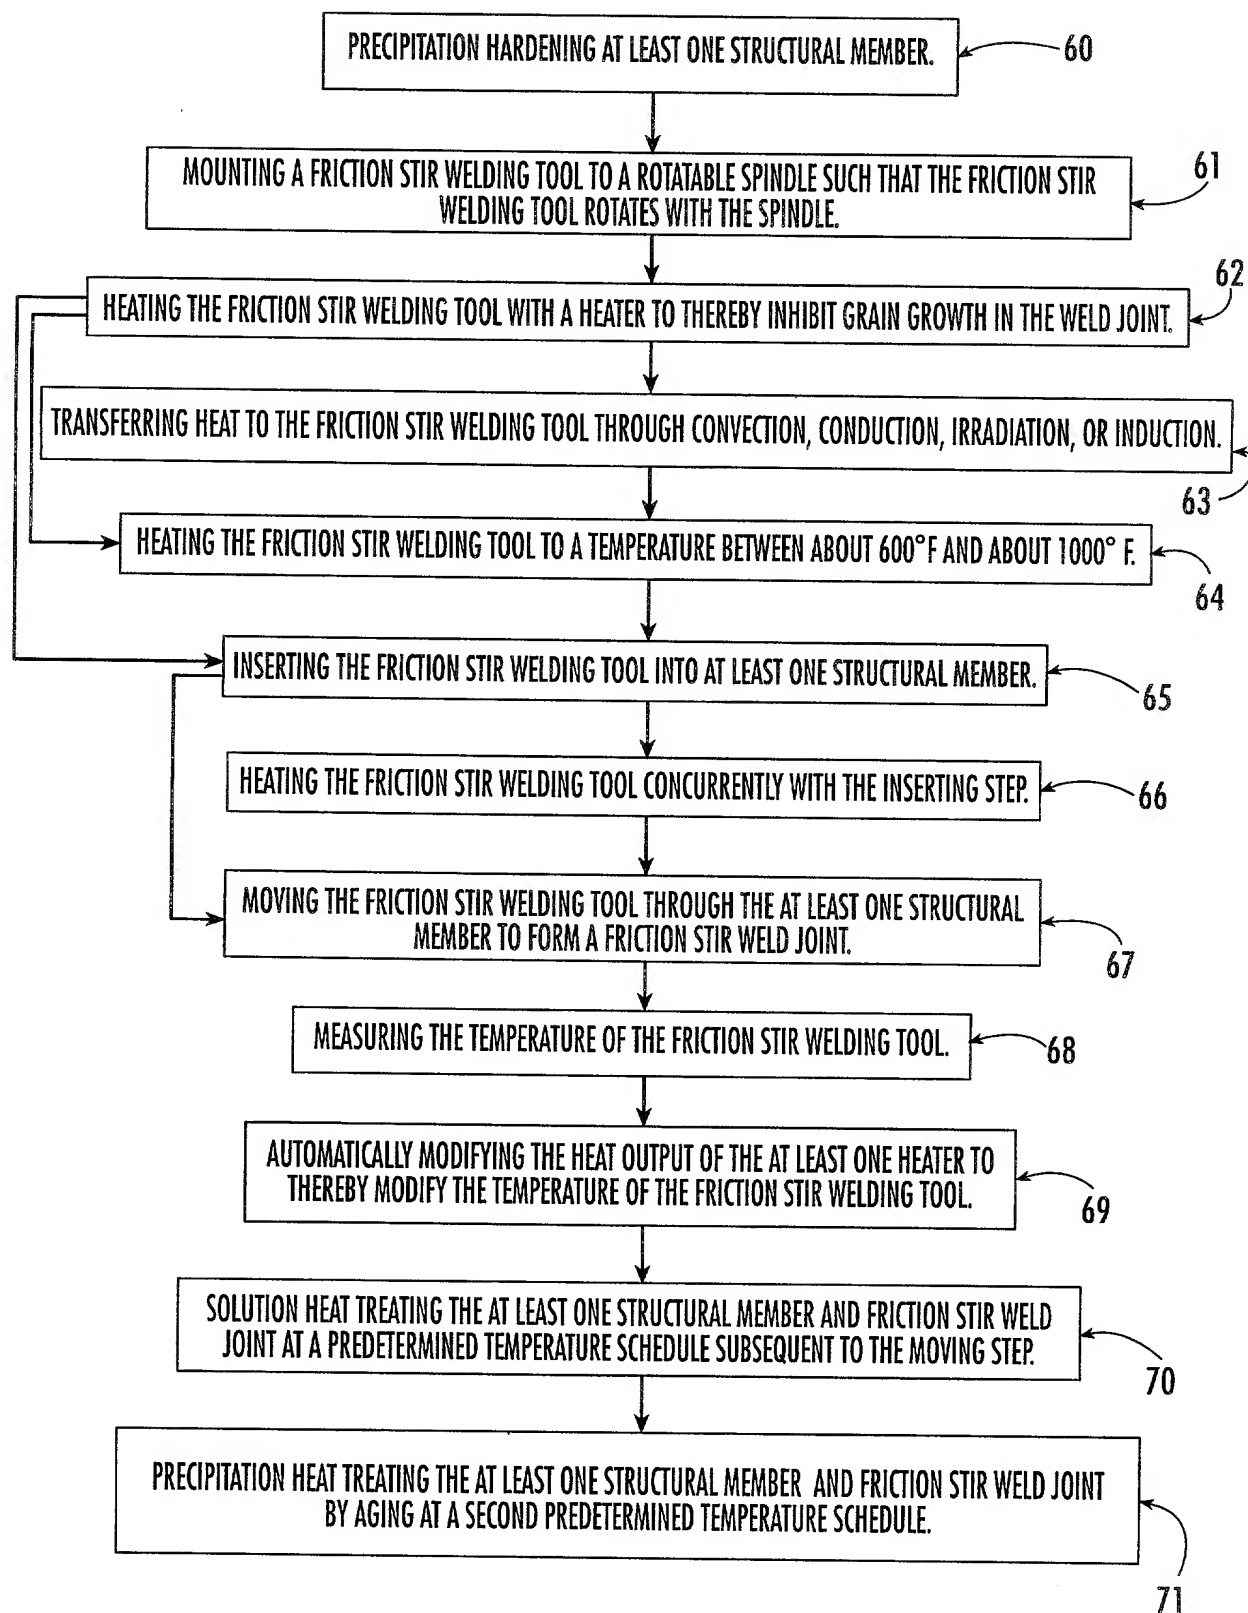 PRECIPITATION HARDENING AT LEAST ONE STRUCTURAL MEMBER.
60
MOUNTING A FRICTION STIR WELDING TOOL TO A ROTATABLE SPINDLE SUCH THAT THE FRICTION STIR
WELDING TOOL ROTATES WITH THE SPINDLE.
61
HEATING THE FRICTION STIR WELDING TOOL WITH A HEATER TO THEREBY INHIBIT GRAIN GROWTH IN THE WELD JOINT.
62
TRANSFERRING HEAT TO THE FRICTION STIR WELDING TOOL THROUGH CONVECTION, CONDUCTION, IRRADIATION, OR INDUCTION.
63
HEATING THE FRICTION STIR WELDING TOOL TO A TEMPERATURE BETWEEN ABOUT 600°F AND ABOUT 1000° F.
64
INSERTING THE FRICTION STIR WELDING TOOL INTO AT LEAST ONE STRUCTURAL MEMBER.
65
HEATING THE FRICTION STIR WELDING TOOL CONCURRENTLY WITH THE INSERTING STEP.
66
MOVING THE FRICTION STIR WELDING TOOL THROUGH THE AT LEAST ONE STRUCTURAL
MEMBER TO FORM A FRICTION STIR WELD JOINT.
67
MEASURING THE TEMPERATURE OF THE FRICTION STIR WELDING TOOL.
68
AUTOMATICALLY MODIFYING THE HEAT OUTPUT OF THE AT LEAST ONE HEATER TO
THEREBY MODIFY THE TEMPERATURE OF THE FRICTION STIR WELDING TOOL.
69
SOLUTION HEAT TREATING THE AT LEAST ONE STRUCTURAL MEMBER AND FRICTION STIR WELD
JOINT AT A PREDETERMINED TEMPERATURE SCHEDULE SUBSEQUENT TO THE MOVING STEP.
70
PRECIPITATION HEAT TREATING THE AT LEAST ONE STRUCTURAL MEMBER AND FRICTION STIR WELD JOINT
BY AGING AT A SECOND PREDETERMINED TEMPERATURE SCHEDULE.
71